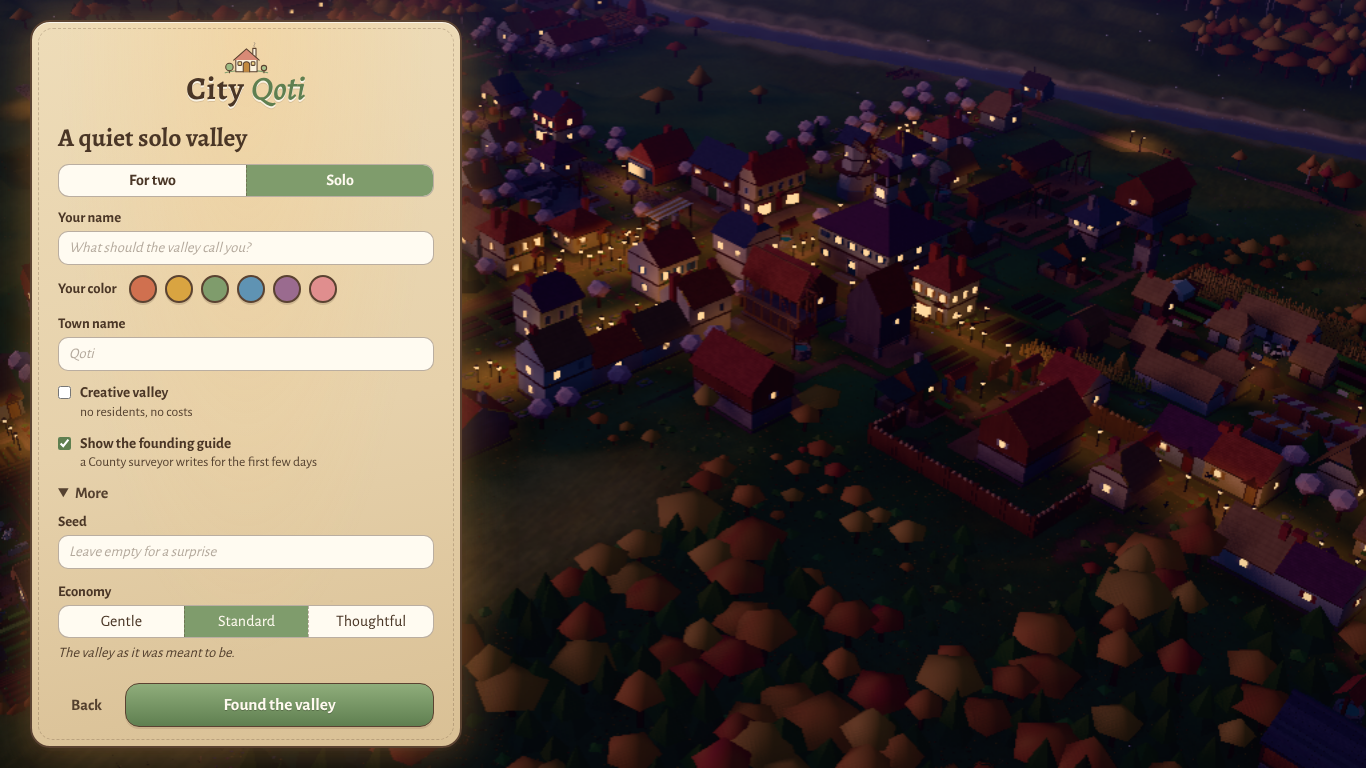 City Qoti
A quiet solo valley
For two
Solo
Your name
What should the valley call you?
Your color
Town name
Qoti
Creative valley
no residents, no costs
Show the founding guide
a County surveyor writes for the first few days
▼ More
Seed
Leave empty for a surprise
Economy
Gentle
Standard
Thoughtful
The valley as it was meant to be.
Back
Found the valley